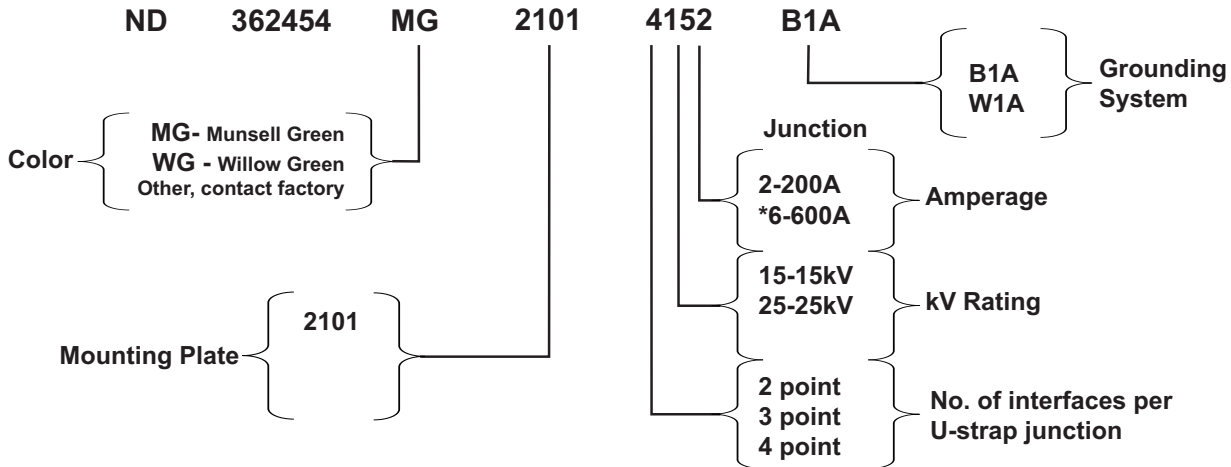 ND 362454 MG 2101 4152 B1A
B1A
W1A
Grounding
System
Color
MG- Munsell Green
WG - Willow Green
Other, contact factory
Junction
2-200A
*6-600A
Amperage
15-15kV
25-25kV
kV Rating
Mounting Plate
2101
2 point
3 point
4 point
No. of interfaces per
U-strap junction